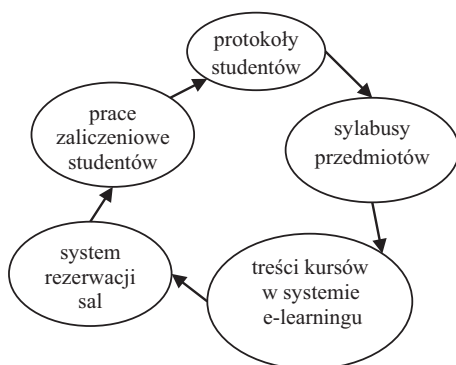 protokoły
studentów
prace
zaliczeniowe
studentów
sylabusy
przedmiotów
system
rezerwacji
sal
treści kursów
w systemie
e-learningu